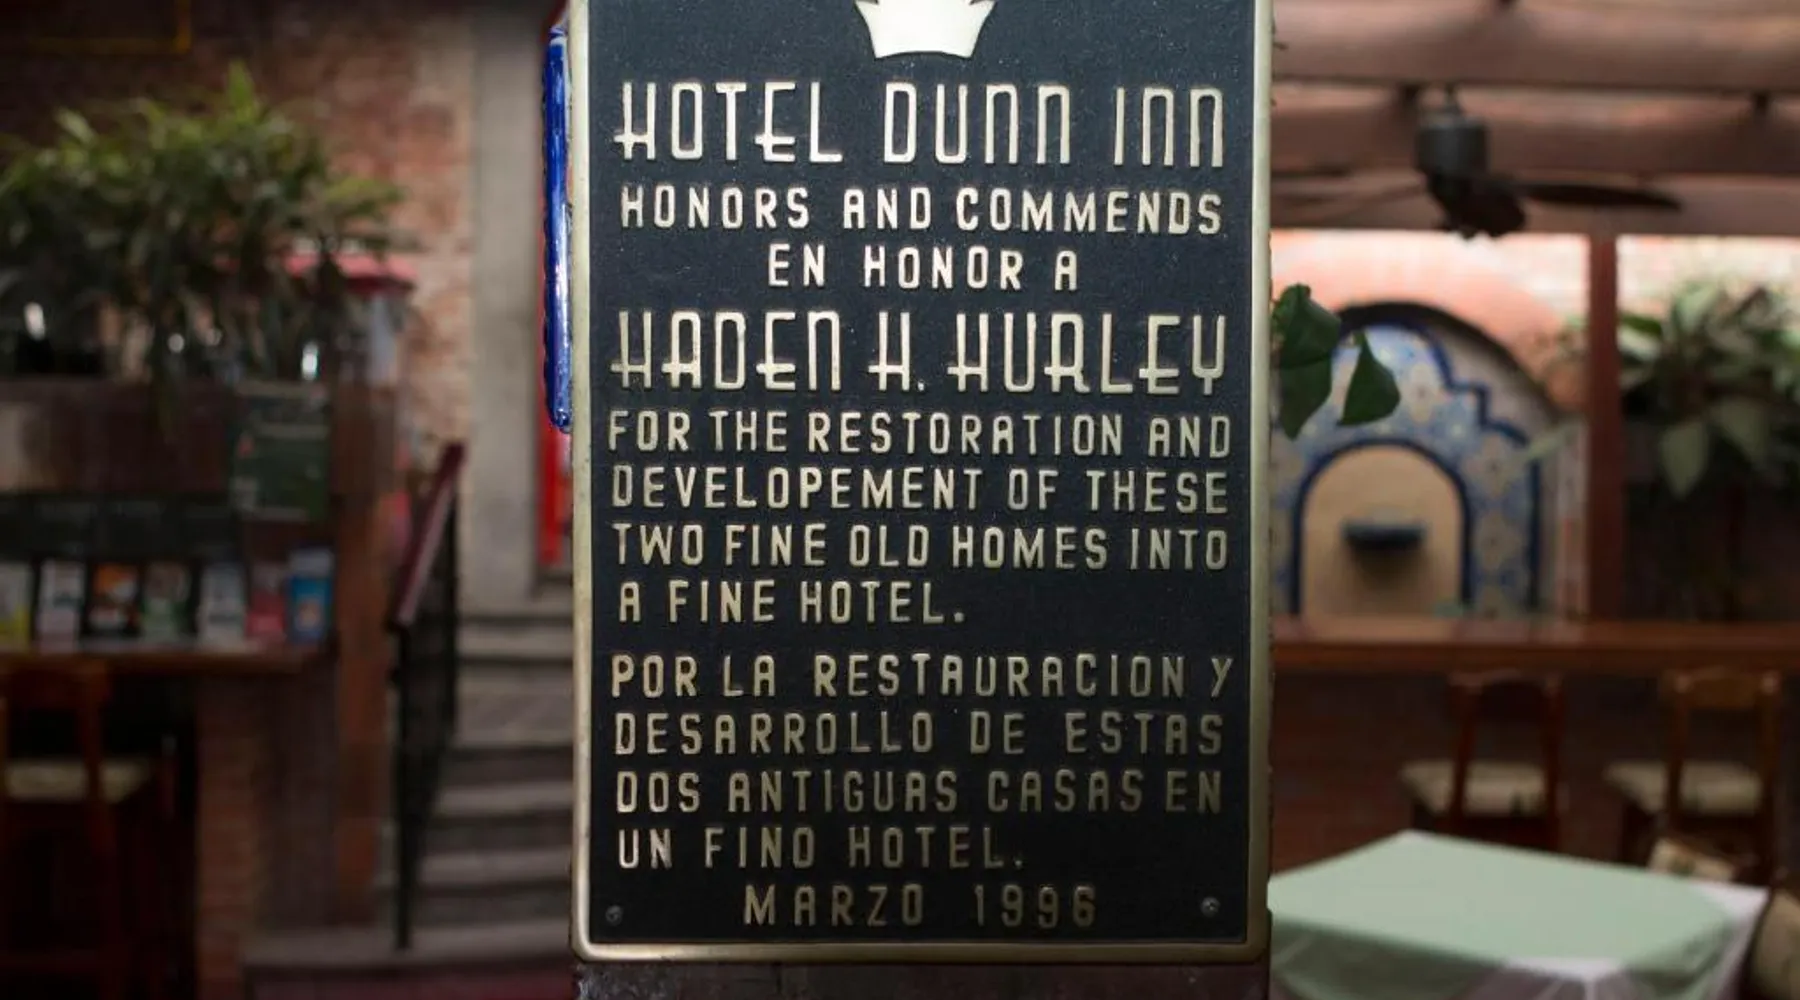 HOTEL DUNN INN
HONORS AND COMMENDS
EN HONOR A
HADEN H. HURLEY
FOR THE RESTORATION AND
DEVELOPEMENT OF THESE
TWO FINE OLD HOMES INTO
A FINE HOTEL.
POR LA RESTAURACION Y
DESARROLLO DE ESTAS
DOS ANTIGUAS CASAS EN
UN FINO HOTEL.
MARZO 1996